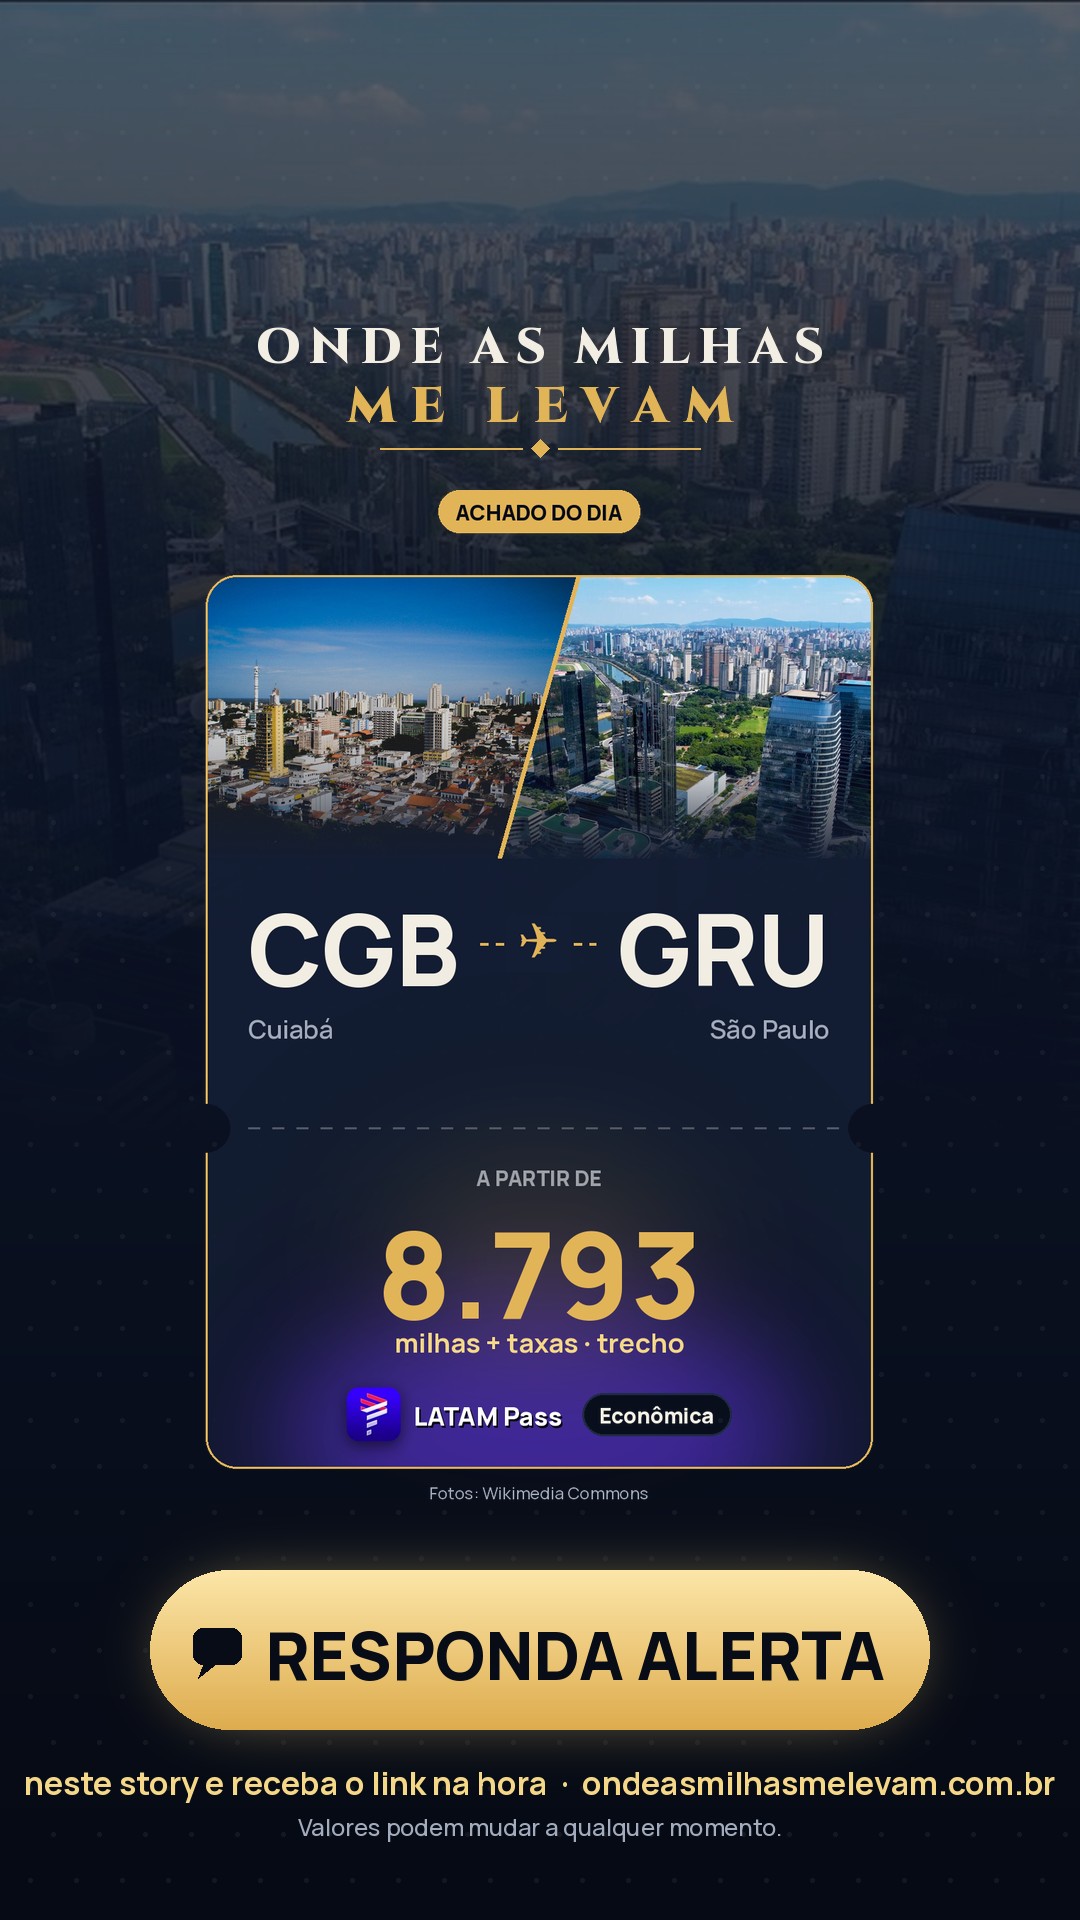 ONDE AS MILHAS
ME LEVAM
ACHADO DO DIA
CGB GRU
Cuiabá São Paulo
A PARTIR DE
8.793
milhas + taxas · trecho
LATAM Pass Econômica
Fotos: Wikimedia Commons
RESPONDA ALERTA
neste story e receba o link na hora · ondeasmilhasmelevam.com.br
Valores podem mudar a qualquer momento.